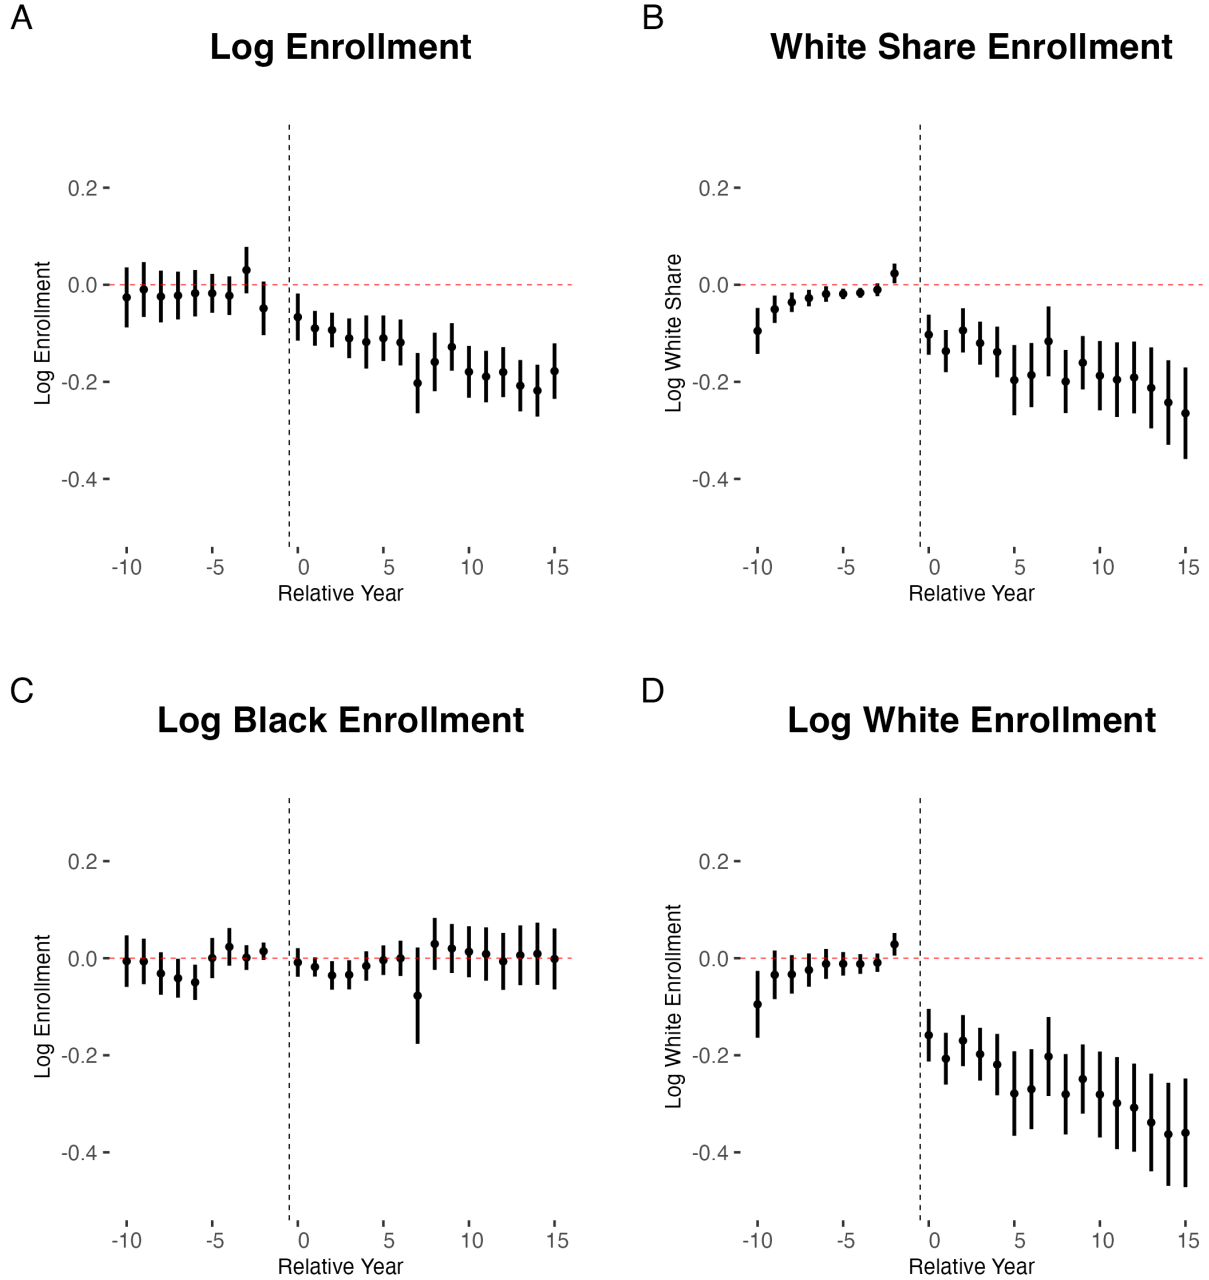 A
Log Enrollment
Log Enrollment
0.2
0.0
-0.2
-0.4
-10 -5 0 5 10 15
Relative Year
B
White Share Enrollment
Log White Share
0.2
0.0
-0.2
-0.4
-10 -5 0 5 10 15
Relative Year
C
Log Black Enrollment
Log Enrollment
0.2
0.0
-0.2
-0.4
-10 -5 0 5 10 15
Relative Year
D
Log White Enrollment
Log White Enrollment
0.2
0.0
-0.2
-0.4
-10 -5 0 5 10 15
Relative Year